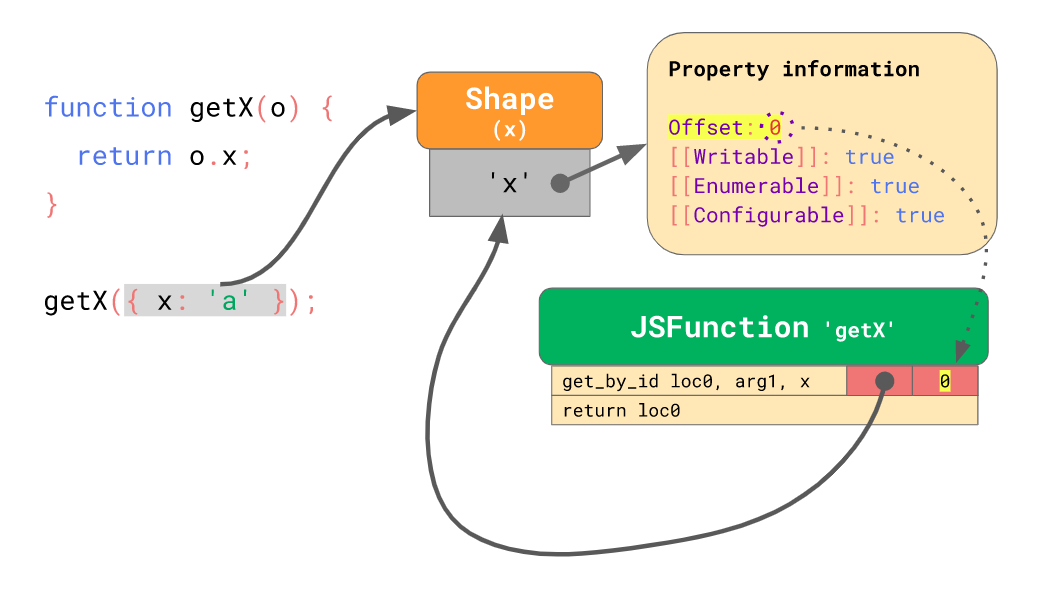 function getX(o) {
return o.x;
}
getX({ x: 'a' });
Shape
(x)
'x'
Property information
Offset: 0
[[Writable]]: true
[[Enumerable]]: true
[[Configurable]]: true
JSFunction 'getX'
get_by_id loc0, arg1, x 0
return loc0